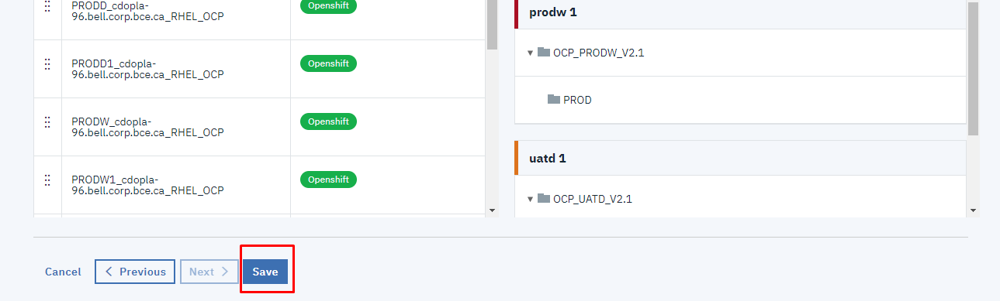 PRODD_cdopla-
96.bell.corp.bce.ca_RHEL_OCP
Openshift
PRODD1_cdopla-
96.bell.corp.bce.ca_RHEL_OCP
Openshift
PRODW_cdopla-
96.bell.corp.bce.ca_RHEL_OCP
Openshift
PRODW1_cdopla-
96.bell.corp.bce.ca_RHEL_OCP
Openshift
prodw 1
OCP_PRODW_V2.1
PROD
uatd 1
OCP_UATD_V2.1
Cancel
Previous
Next
Save